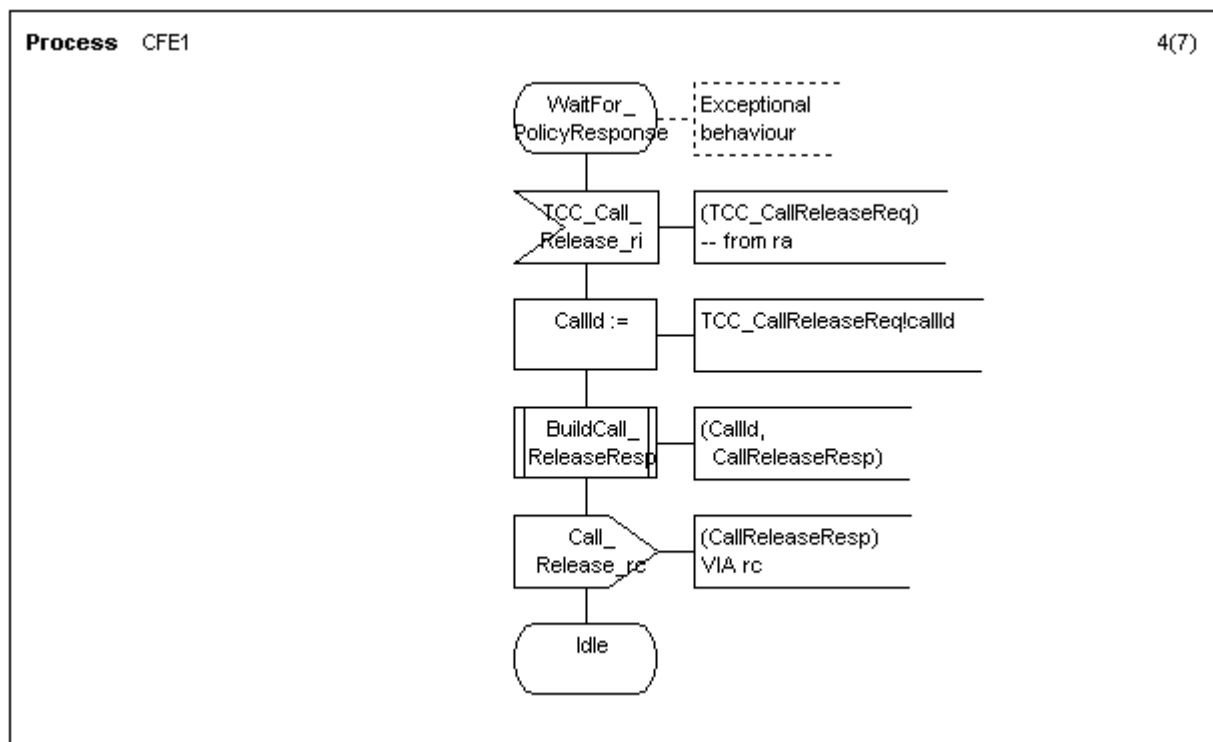 Process CFE1 4(7)
WaitFor_
PolicyResponse
Exceptional
behaviour
TCC_Call_
Release_ri
(TCC_CallReleaseReq)
-- from ra
CallId :=
TCC_CallReleaseReq!callId
BuildCall_
ReleaseResp
(CallId,
CallReleaseResp)
Call_
Release_rc
(CallReleaseResp)
VIA rc
Idle